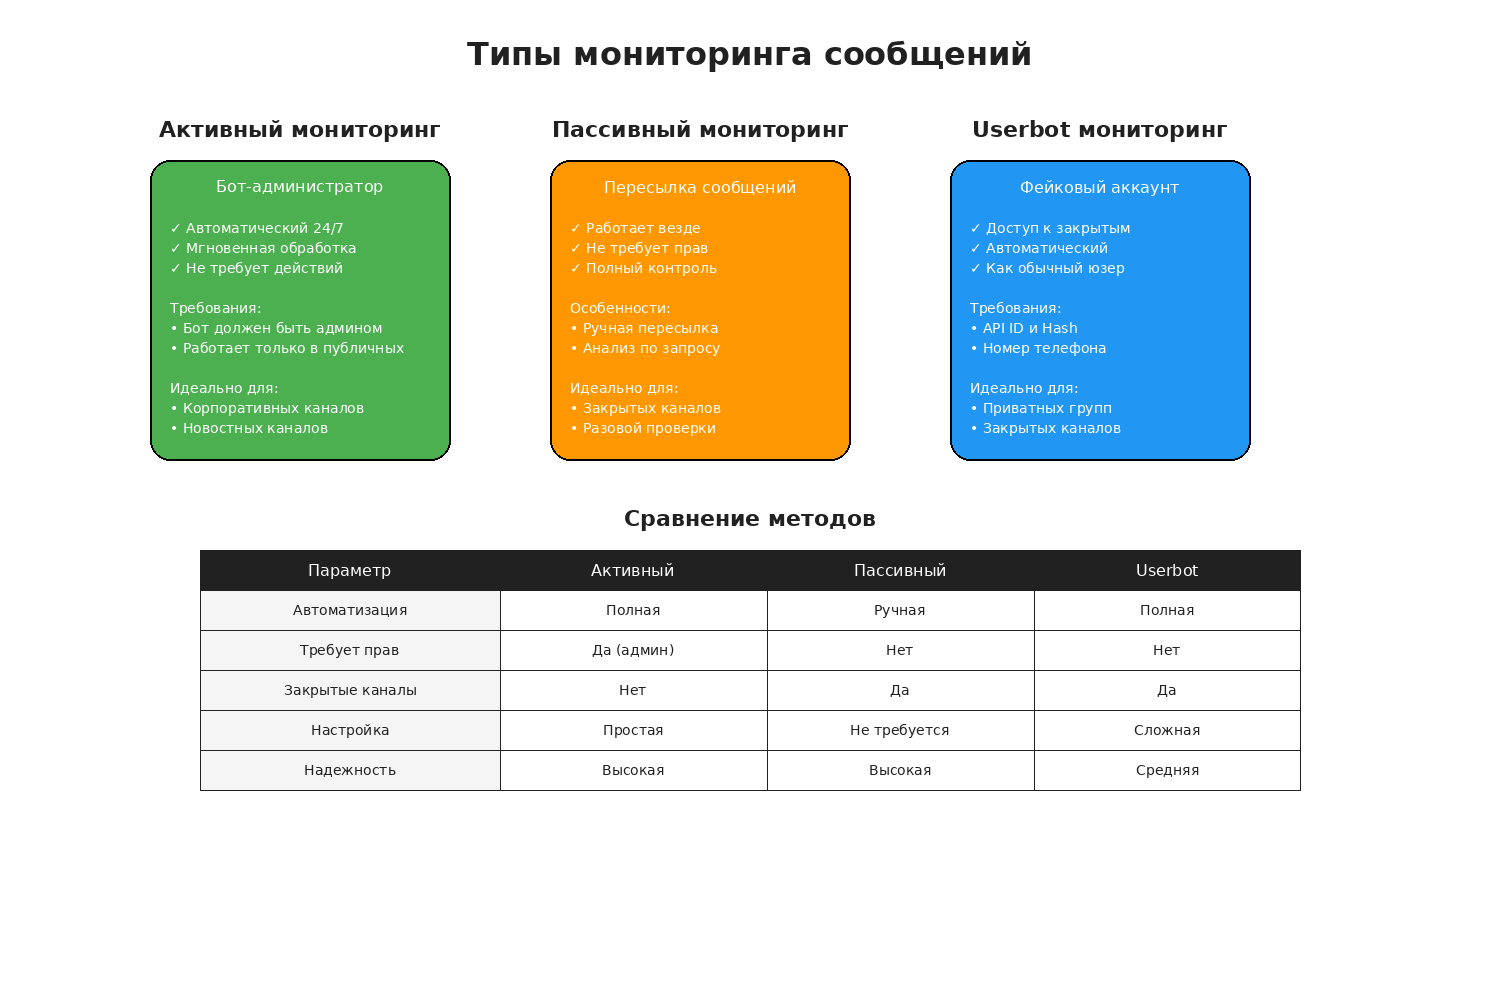 Типы мониторинга сообщений
Активный мониторинг
Бот-администратор
✓ Автоматический 24/7
✓ Мгновенная обработка
✓ Не требует действий
Требования:
• Бот должен быть админом
• Работает только в публичных
Идеально для:
• Корпоративных каналов
• Новостных каналов
Пассивный мониторинг
Пересылка сообщений
✓ Работает везде
✓ Не требует прав
✓ Полный контроль
Особенности:
• Ручная пересылка
• Анализ по запросу
Идеально для:
• Закрытых каналов
• Разовой проверки
Userbot мониторинг
Фейковый аккаунт
✓ Доступ к закрытым
✓ Автоматический
✓ Как обычный юзер
Требования:
• API ID и Hash
• Номер телефона
Идеально для:
• Приватных групп
• Закрытых каналов
Сравнение методов
Параметр Активный Пассивный Userbot
Автоматизация Полная Ручная Полная
Требует прав Да (админ) Нет Нет
Закрытые каналы Нет Да Да
Настройка Простая Не требуется Сложная
Надежность Высокая Высокая Средняя